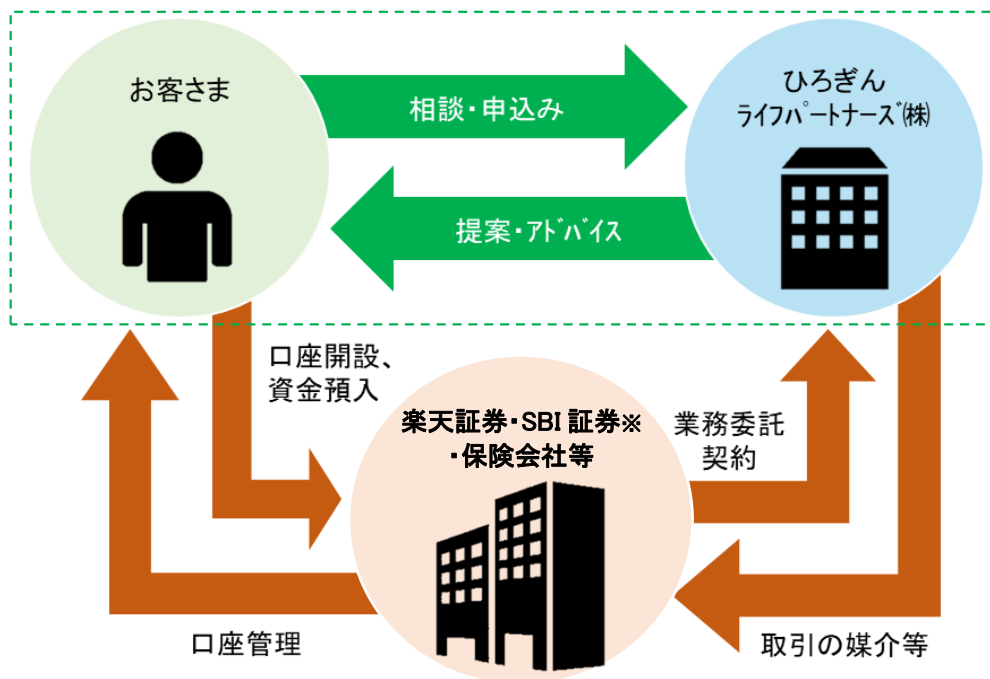 お客さま
ひろぎん
ライフパートナーズ㈱
相談・申込み
提案・アドバイス
口座開設、
資金預入
楽天証券・SBI 証券※
・保険会社等
業務委託
契約
口座管理
取引の媒介等